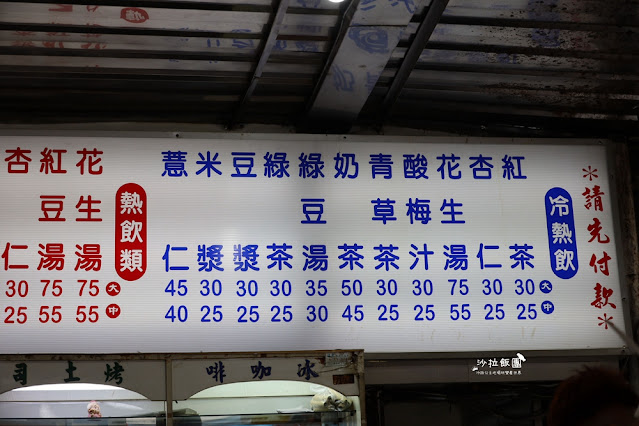 *請先付款*
冷熱飲
大 中
紅茶 30 25
杏仁 30 25
花生湯 75 55
酸梅汁 30 25
青草茶 30 25
奶茶 50 45
綠豆湯 35 30
綠茶 30 25
豆漿 30 25
米漿 30 25
薏仁 45 40
熱飲類
大 中
花生湯 75 55
紅豆湯 75 55
杏仁 30 25
冰咖啡
烤土司
沙拉飯團